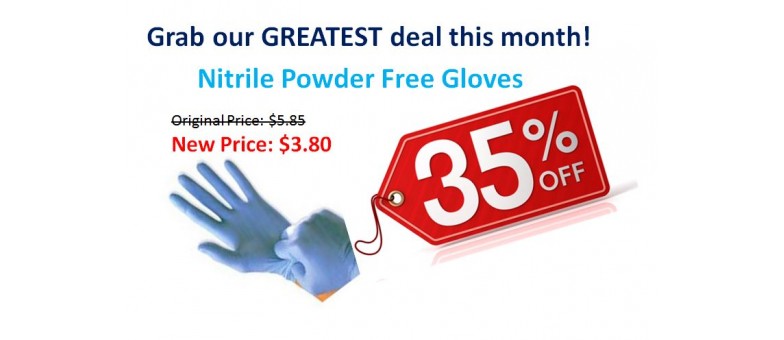 Grab our GREATEST deal this month!
Nitrile Powder Free Gloves
Original Price: $5.85
New Price: $3.80
35% OFF